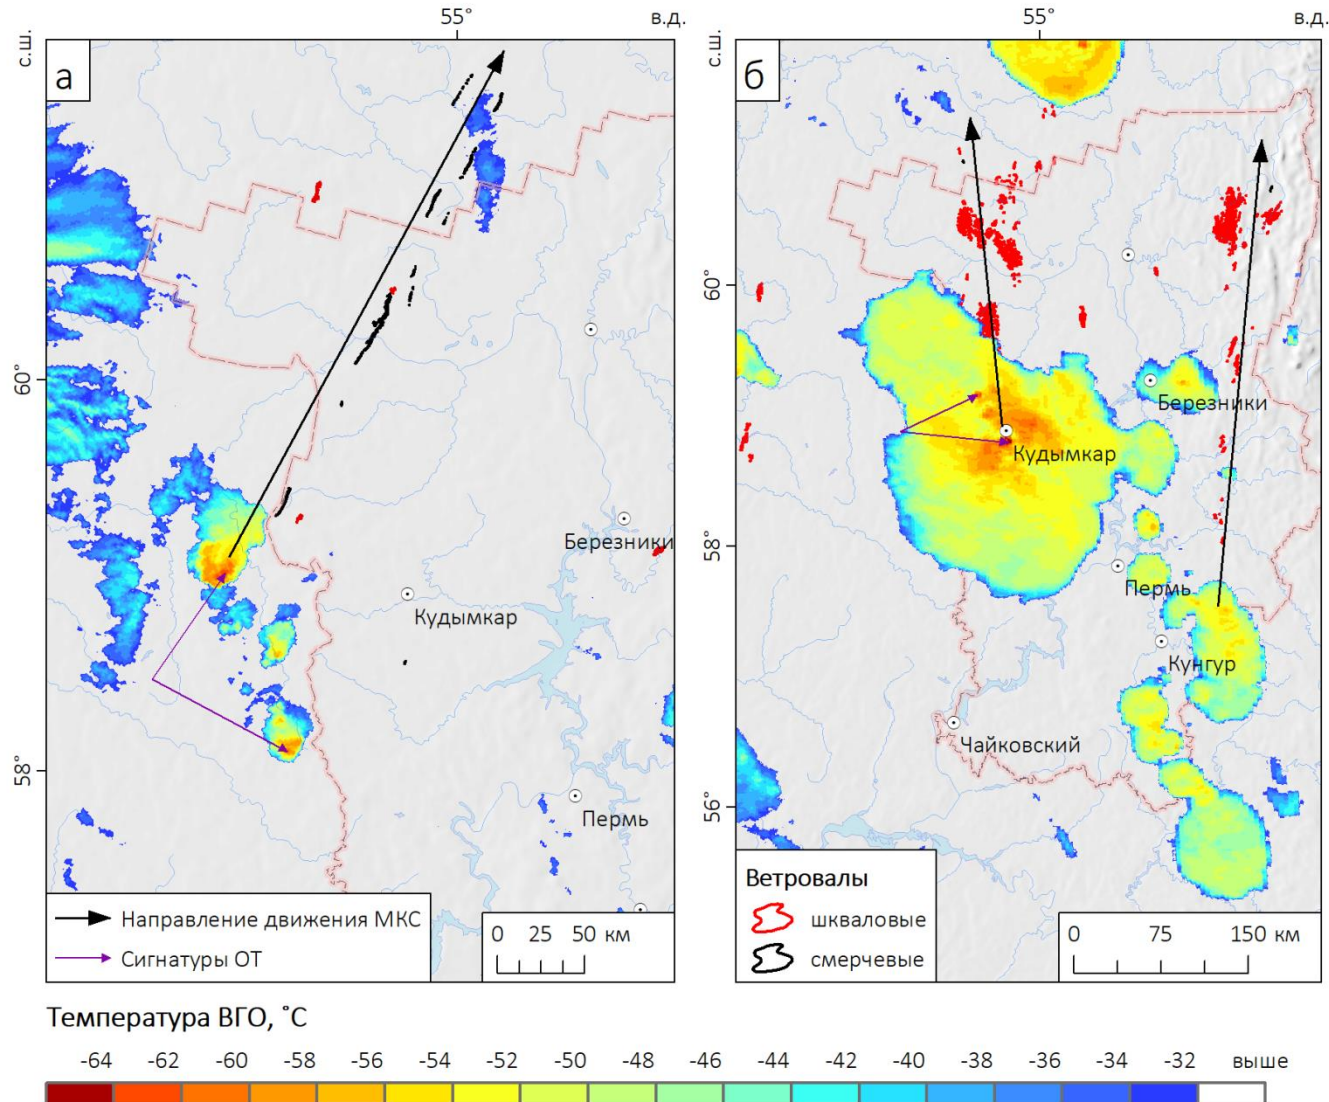 55°
в.д.
55°
в.д.
с.ш.
а
с.ш.
б
60°
60°
Березники
Кудымкар
Березники
Кудымкар
58°
Пермь
58°
Пермь
Кунгур
Чайковский
56°
Направление движения МКС
Сигнатуры ОТ
0 25 50 км
Ветровалы
шкваловые
смерчевые
0 75 150 км
Температура ВГО, ˚С
-64 -62 -60 -58 -56 -54 -52 -50 -48 -46 -44 -42 -40 -38 -36 -34 -32 выше